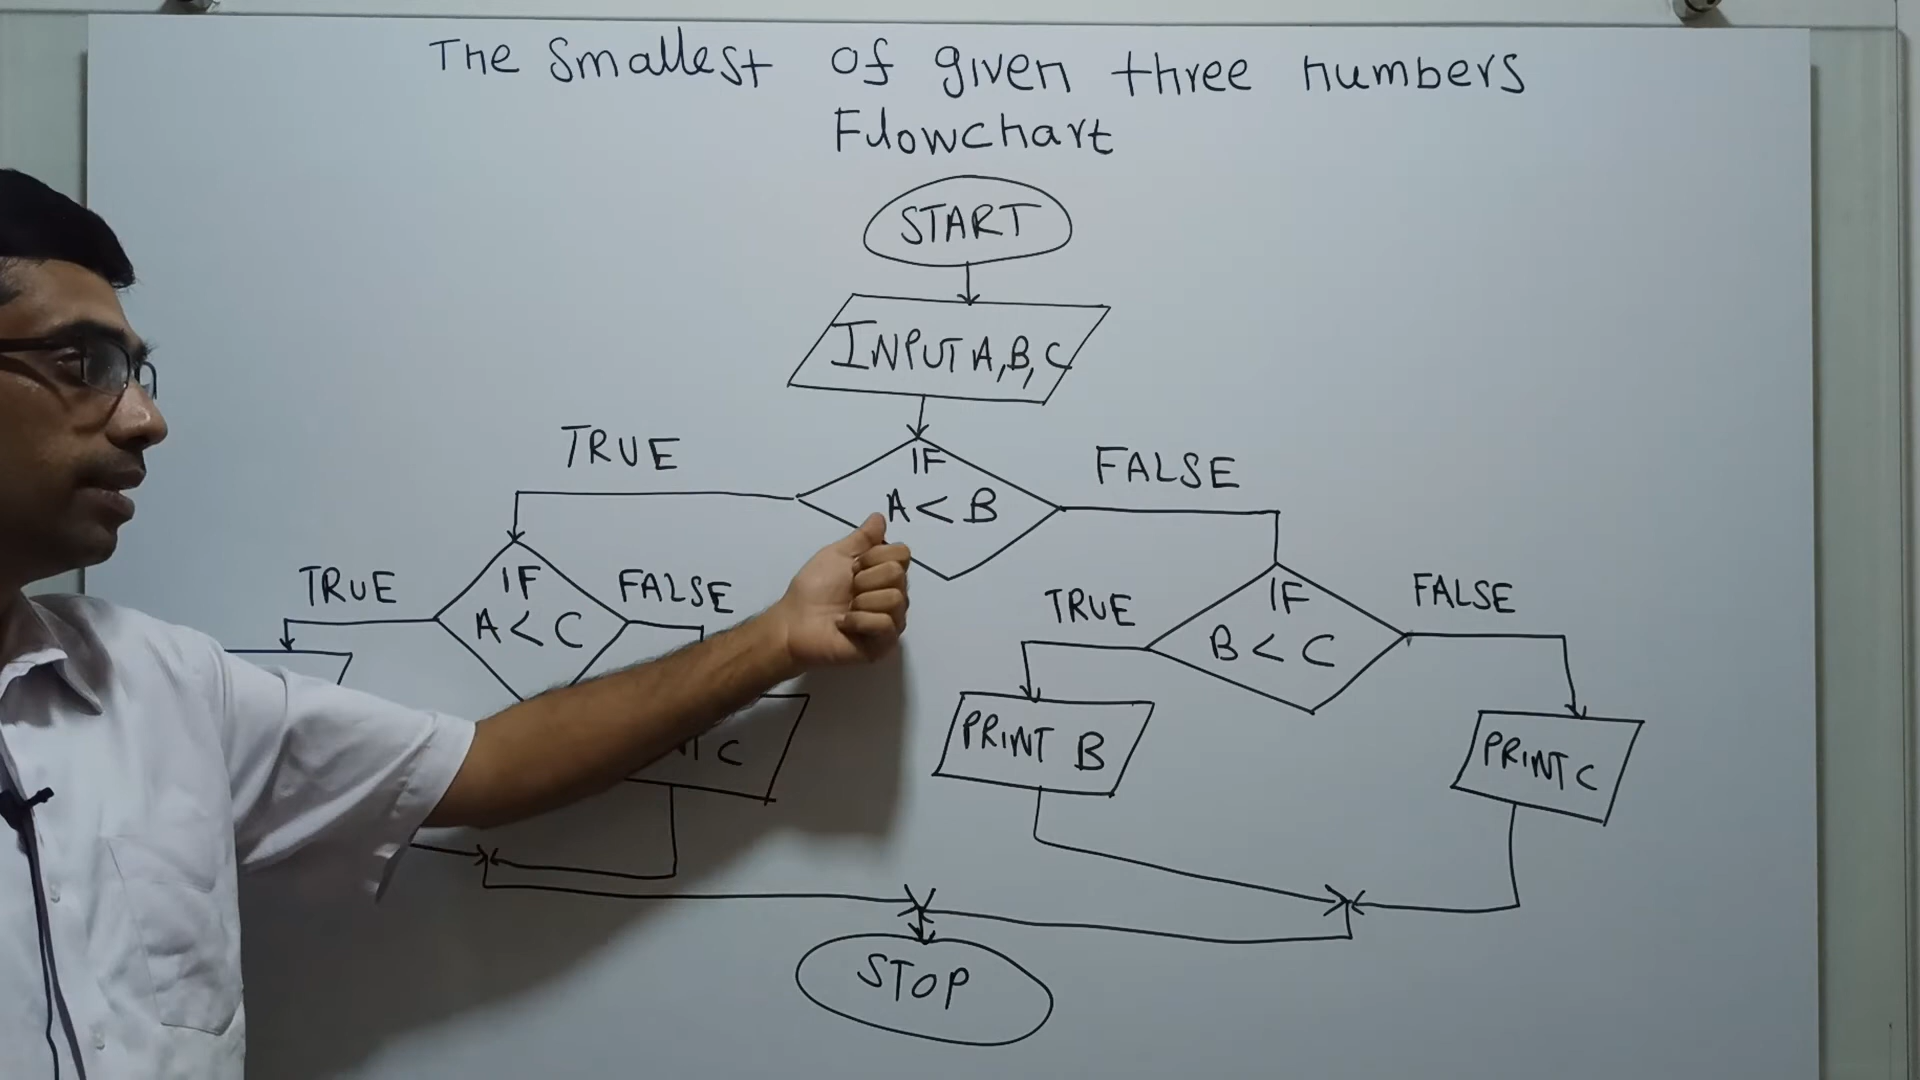 The Smallest of given three numbers
Flowchart
START
INPUT A, B, C
TRUE
IF
A < B
FALSE
TRUE
IF
A < C
FALSE
TRUE
IF
B < C
FALSE
C
PRINT B
PRINT C
STOP